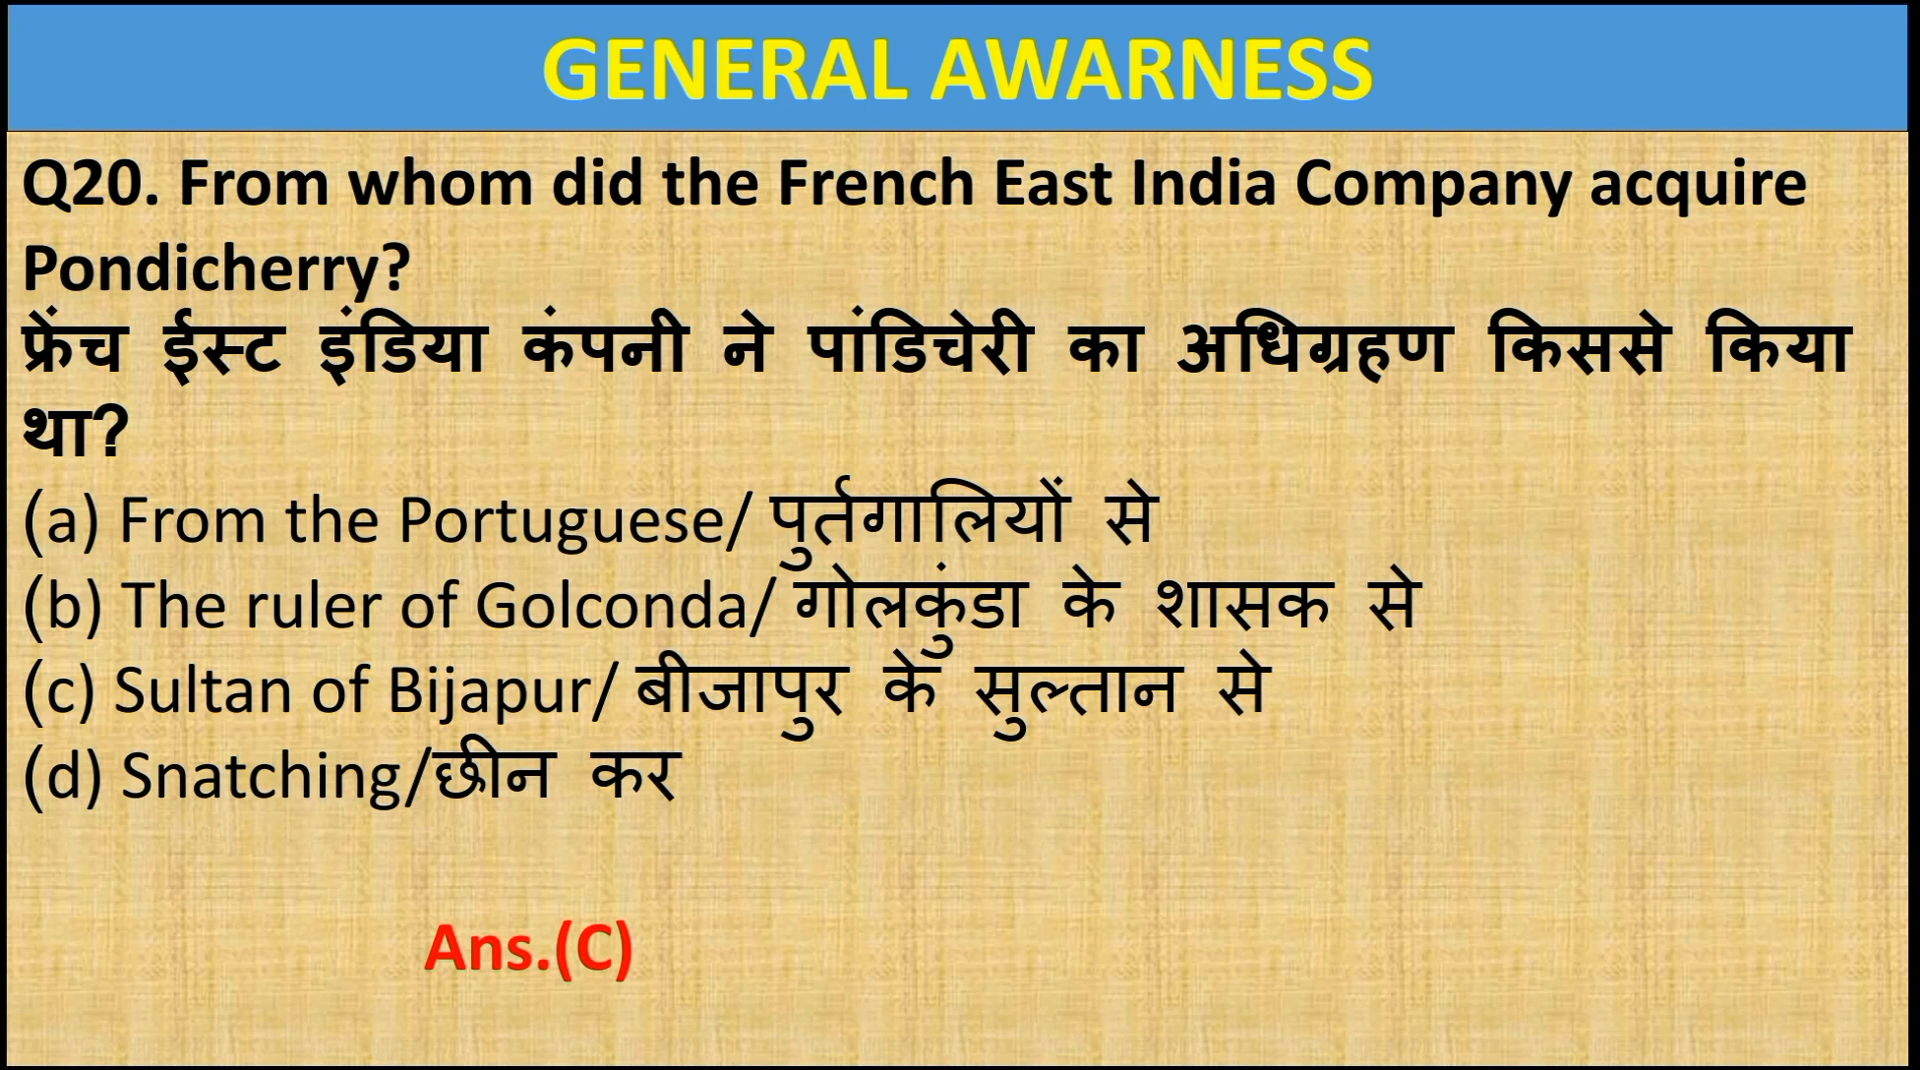 GENERAL AWARNESS
Q20. From whom did the French East India Company acquire
Pondicherry?
फ्रेंच ईस्ट इंडिया कंपनी ने पांडिचेरी का अधिग्रहण किससे किया
था?
(a) From the Portuguese/ पुर्तगालियों से
(b) The ruler of Golconda/ गोलकुंडा के शासक से
(c) Sultan of Bijapur/ बीजापुर के सुल्तान से
(d) Snatching/छीन कर
Ans.(C)